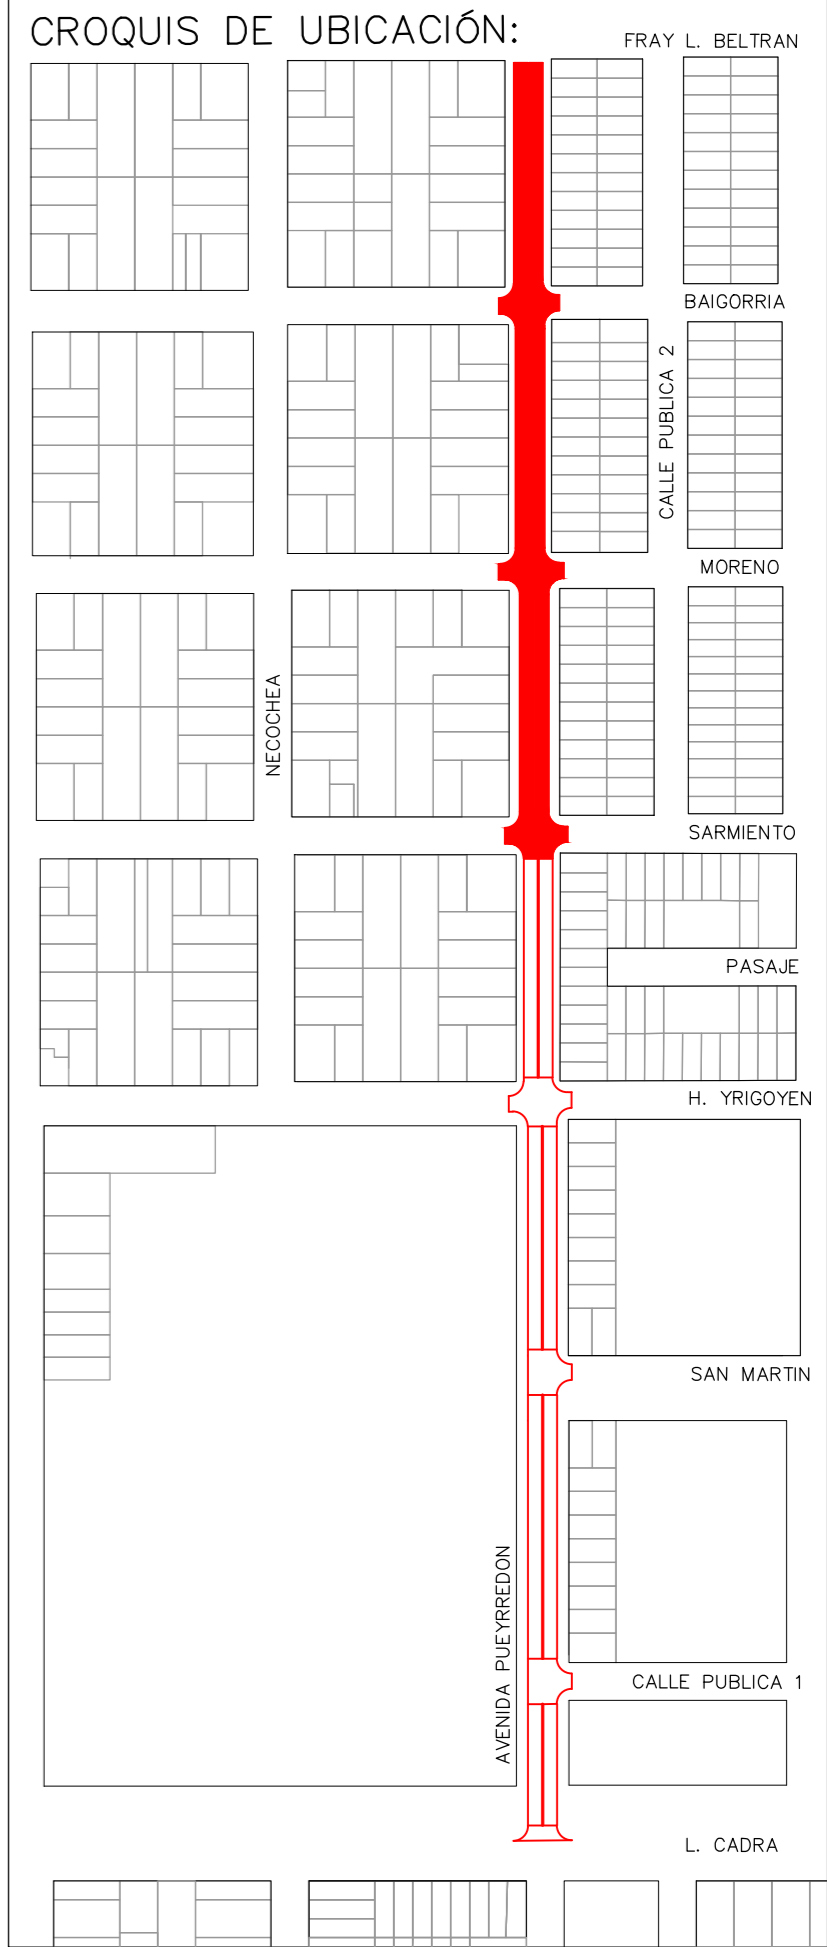 CROQUIS DE UBICACIÓN:
FRAY L. BELTRAN
BAIGORRIA
CALLE PUBLICA 2
MORENO
NECOCHEA
SARMIENTO
PASAJE
H. YRIGOYEN
SAN MARTIN
AVENIDA PUEYRREDON
CALLE PUBLICA 1
L. CADRA